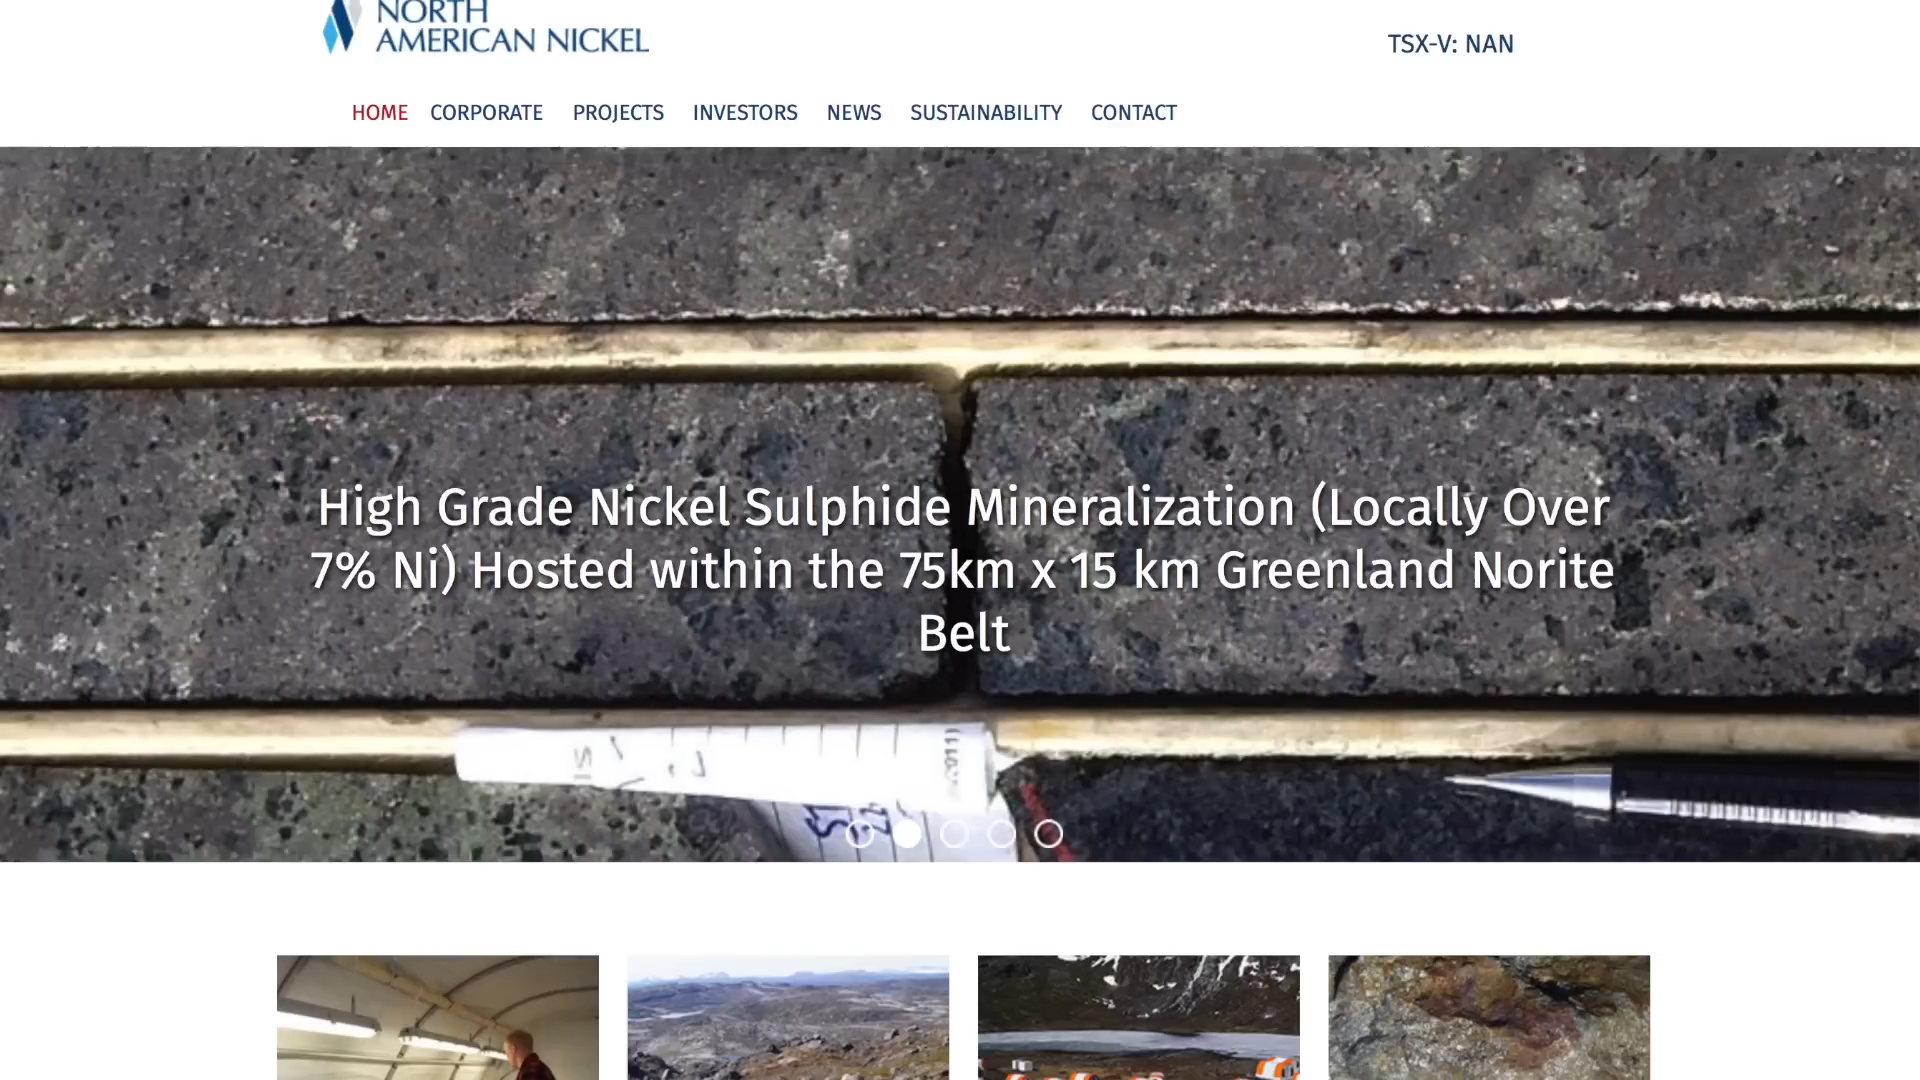 NORTH
AMERICAN NICKEL
TSX-V: NAN
HOME CORPORATE PROJECTS INVESTORS NEWS SUSTAINABILITY CONTACT
High Grade Nickel Sulphide Mineralization (Locally Over
7% Ni) Hosted within the 75km x 15 km Greenland Norite
Belt